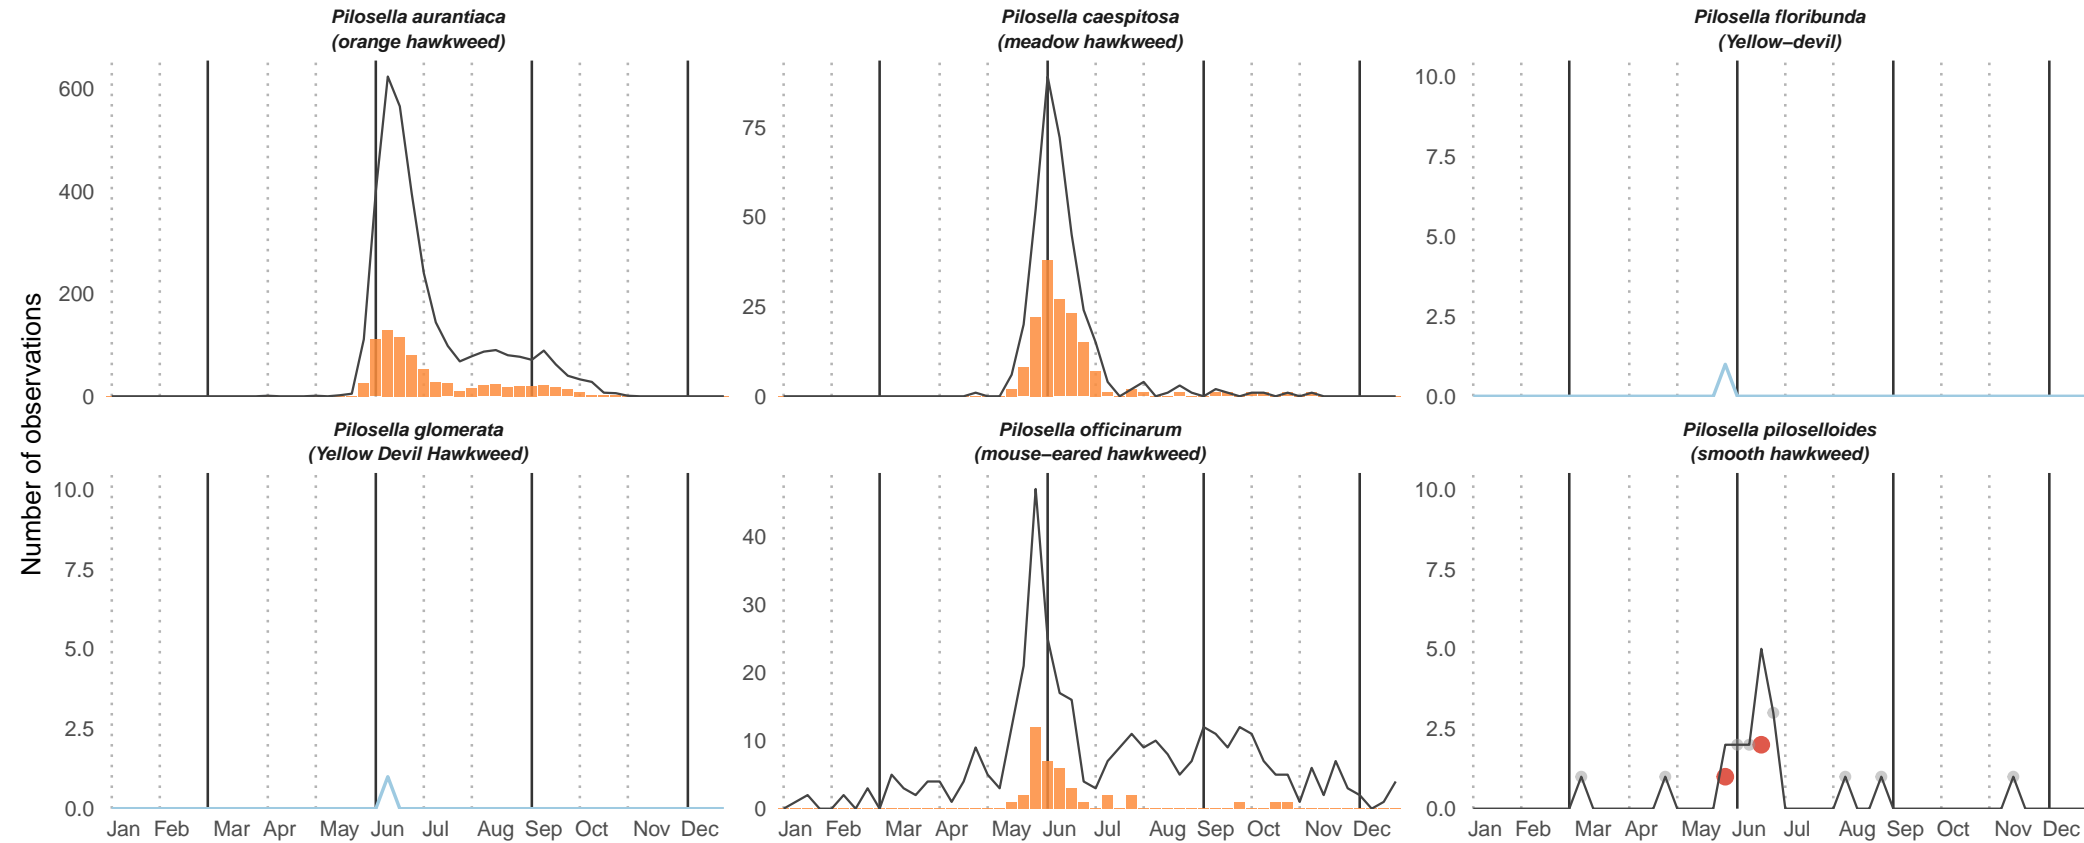 Pilosella aurantiaca
(orange hawkweed)
Pilosella caespitosa
(meadow hawkweed)
Pilosella floribunda
(Yellow–devil)
600
400
200
0
75
50
25
0
10.0
7.5
5.0
2.5
0.0
Number of observations
Pilosella glomerata
(Yellow Devil Hawkweed)
Pilosella officinarum
(mouse–eared hawkweed)
Pilosella piloselloides
(smooth hawkweed)
10.0
7.5
5.0
2.5
0.0
40
30
20
10
0
10.0
7.5
5.0
2.5
0.0
Jan Feb Mar Apr May Jun Jul Aug Sep Oct Nov Dec
Jan Feb Mar Apr May Jun Jul Aug Sep Oct Nov Dec
Jan Feb Mar Apr May Jun Jul Aug Sep Oct Nov Dec